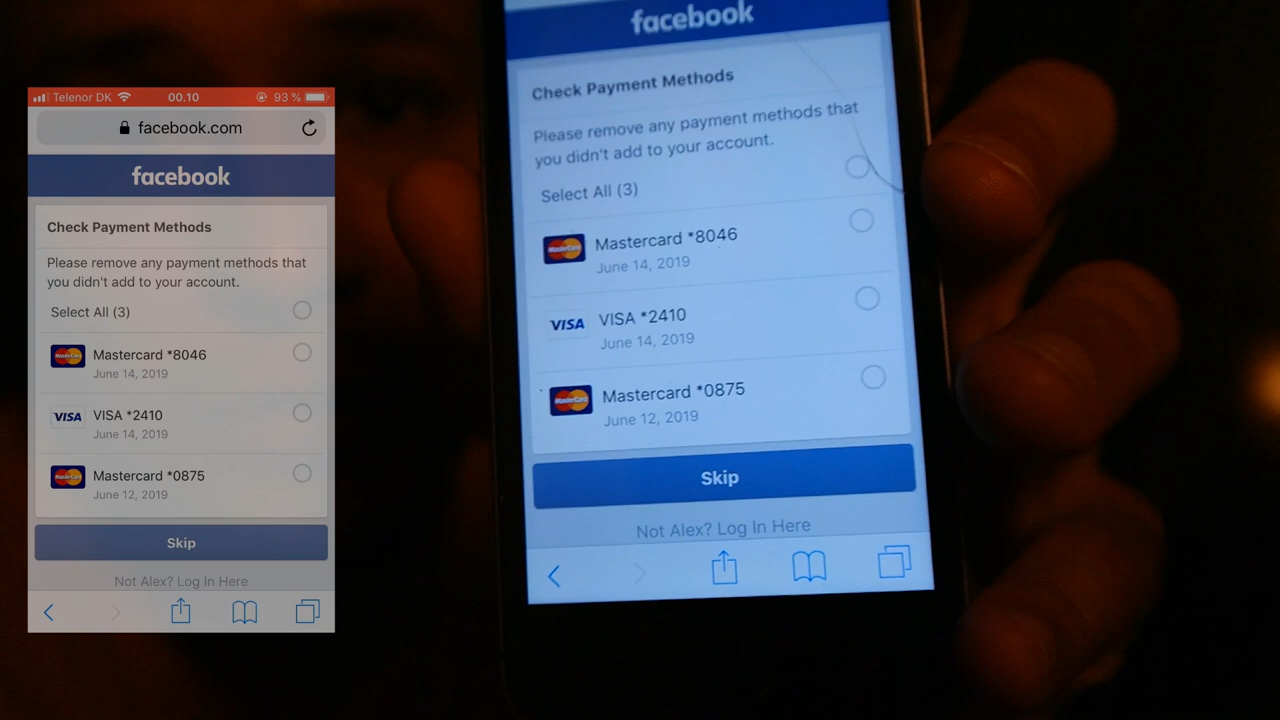 Telenor DK 00.10 93 %
facebook.com
facebook
Check Payment Methods
Please remove any payment methods that
you didn't add to your account.
Select All (3)
MasterCard Mastercard *8046
June 14, 2019
VISA VISA *2410
June 14, 2019
MasterCard Mastercard *0875
June 12, 2019
Skip
Not Alex? Log In Here
facebook
Check Payment Methods
Please remove any payment methods that
you didn't add to your account.
Select All (3)
MasterCard Mastercard *8046
June 14, 2019
VISA VISA *2410
June 14, 2019
MasterCard Mastercard *0875
June 12, 2019
Skip
Not Alex? Log In Here